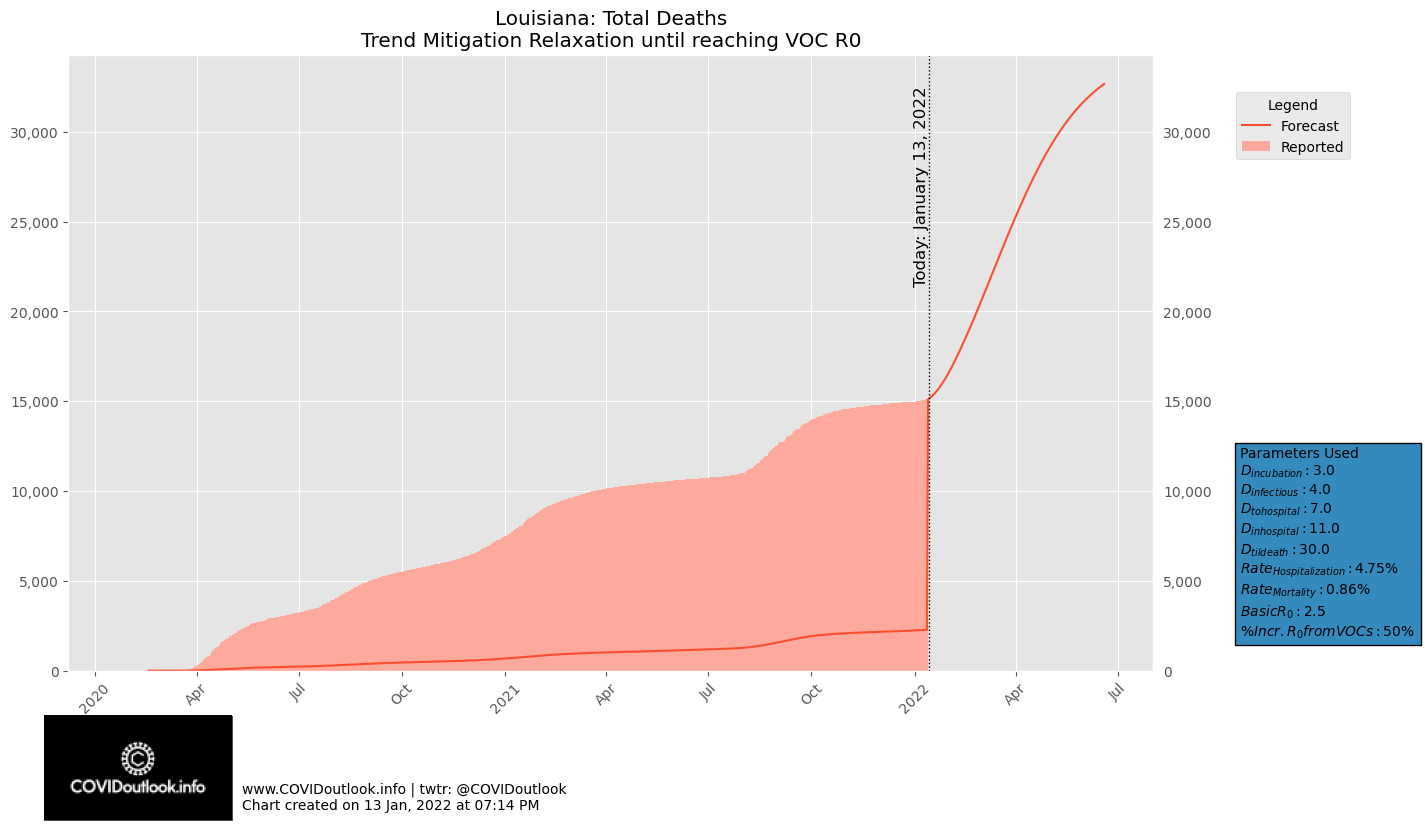 Louisiana: Total Deaths
Trend Mitigation Relaxation until reaching VOC R0
30,000
25,000
20,000
15,000
10,000
5,000
0
30,000
25,000
20,000
15,000
10,000
5,000
0
Today: January 13, 2022
2020
Apr
Jul
Oct
2021
Apr
Jul
Oct
2022
Apr
Jul
Legend
Forecast
Reported
Parameters Used
D_incubation : 3.0
D_infectious : 4.0
D_tohospital : 7.0
D_inhospital : 11.0
D_tildeath : 30.0
Rate_Hospitalization : 4.75%
Rate_Mortality : 0.86%
BasicR_0 : 2.5
%Incr.R_0fromVOCs : 50%
COVIDoutlook.info
www.COVIDoutlook.info | twtr: @COVIDoutlook
Chart created on 13 Jan, 2022 at 07:14 PM